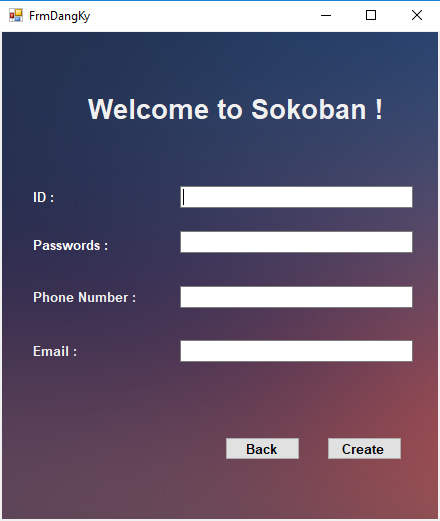 FrmDangKy
Welcome to Sokoban !
ID :
Passwords :
Phone Number :
Email :
Back Create